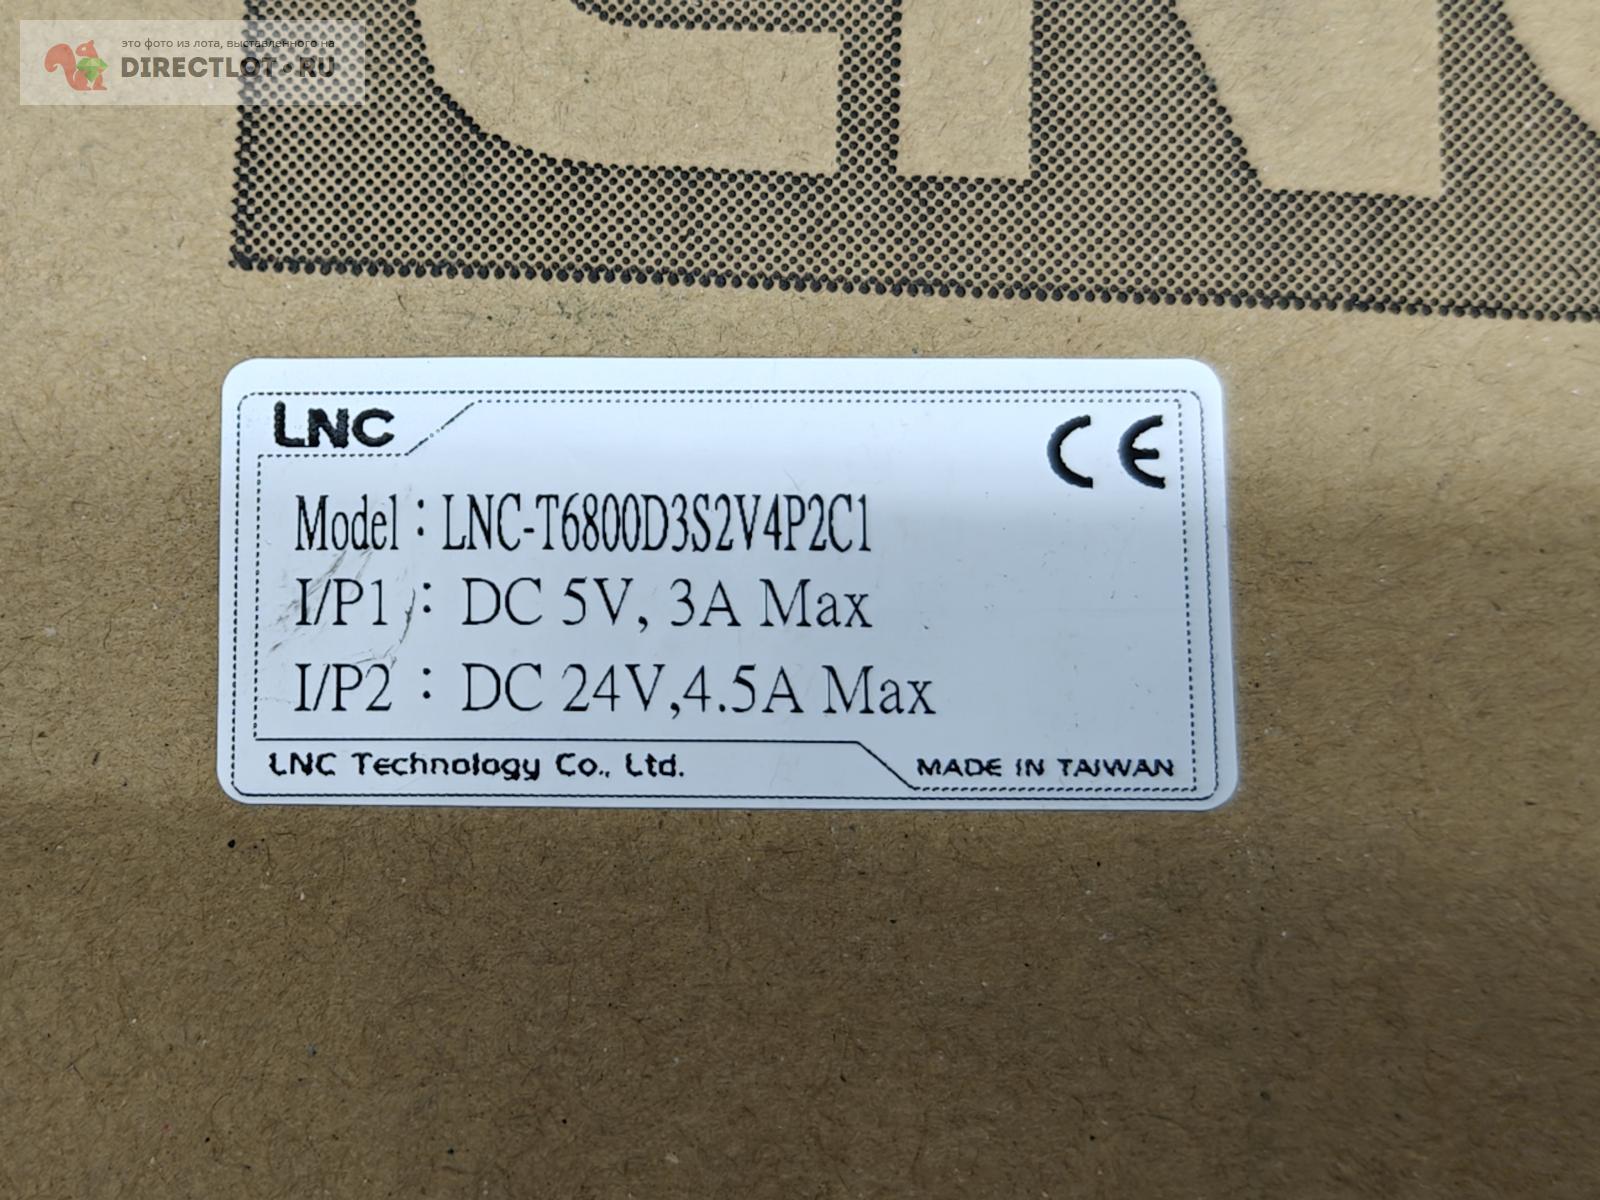 это фото из лота, выставленного на
DIRECTLOT.RU
LNC
CE
Model : LNC-T6800D3S2V4P2C1
I/P1 : DC 5V, 3A Max
I/P2 : DC 24V,4.5A Max
LNC Technology Co., Ltd.
MADE IN TAIWAN